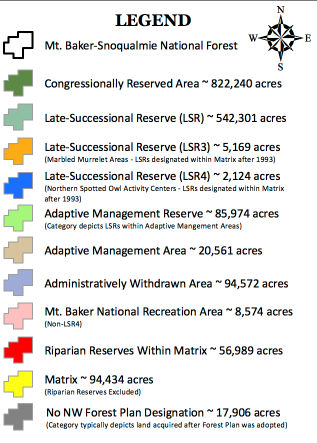 LEGEND
N
W E
S
Mt. Baker-Snoqualmie National Forest
Congressionally Reserved Area ~ 822,240 acres
Late-Successional Reserve (LSR) ~ 542,301 acres
Late-Successional Reserve (LSR3) ~ 5,169 acres
(Marbled Murrelet Areas - LSRs designated within Matrix after 1993)
Late-Successional Reserve (LSR4) ~ 2,124 acres
(Northern Spotted Owl Activity Centers - LSRs designated within Matrix
after 1993)
Adaptive Management Reserve ~ 85,974 acres
(Category depicts LSRs within Adaptive Mangement Areas)
Adaptive Management Area ~ 20,561 acres
Administratively Withdrawn Area ~ 94,572 acres
Mt. Baker National Recreation Area ~ 8,574 acres
(Non-LSR4)
Riparian Reserves Within Matrix ~ 56,989 acres
Matrix ~ 94,434 acres
(Riparian Reserves Excluded)
No NW Forest Plan Designation ~ 17,906 acres
(Category typically depicts land acquired after Forest Plan was adopted)